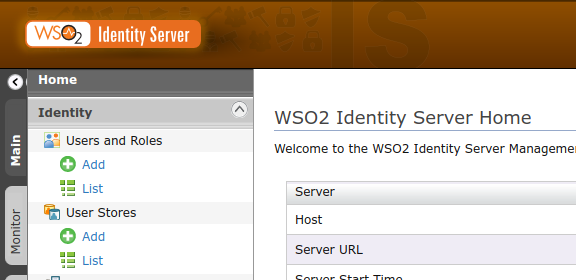 WSO2 Identity Server
Home
Identity
Users and Roles
Add
List
User Stores
Add
List
Main
Monitor
WSO2 Identity Server Home
Welcome to the WSO2 Identity Server
Server
Host
Server URL
Server Start Time